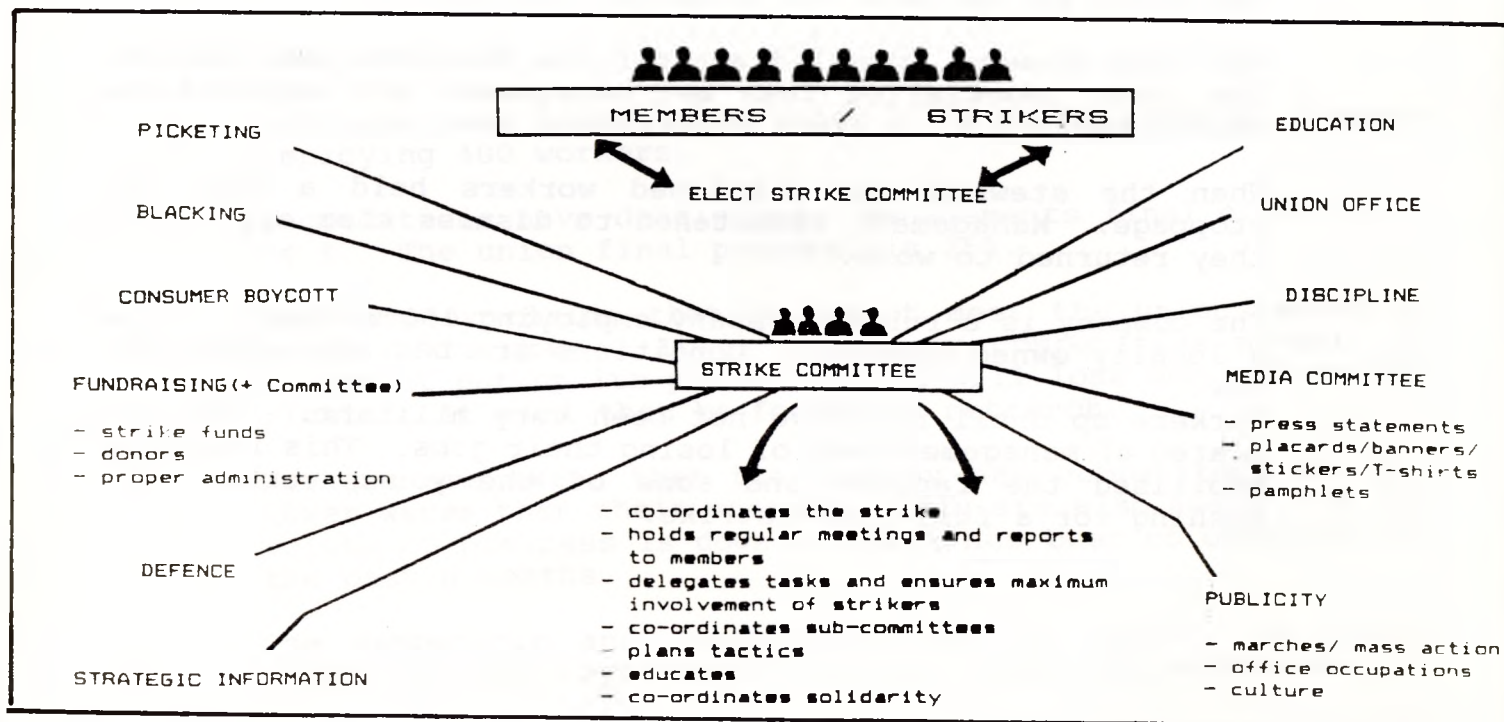 MEMBERS / STRIKERS
ELECT STRIKE COMMITTEE
PICKETING
BLACKING
CONSUMER BOYCOTT
FUNDRAISING(+ Committee)
- strike funds
- donors
- proper administration
DEFENCE
STRATEGIC INFORMATION
STRIKE COMMITTEE
- co-ordinates the strike
- holds regular meetings and reports
to members
- delegates tasks and ensures maximum
involvement of strikers
- co-ordinates sub-committees
- plans tactics
- educates
- co-ordinates solidarity
EDUCATION
UNION OFFICE
DISCIPLINE
MEDIA COMMITTEE
- press statements
- placards/banners/
stickers/T-shirts
- pamphlets
PUBLICITY
- marches/ mass action
- office occupations
- culture